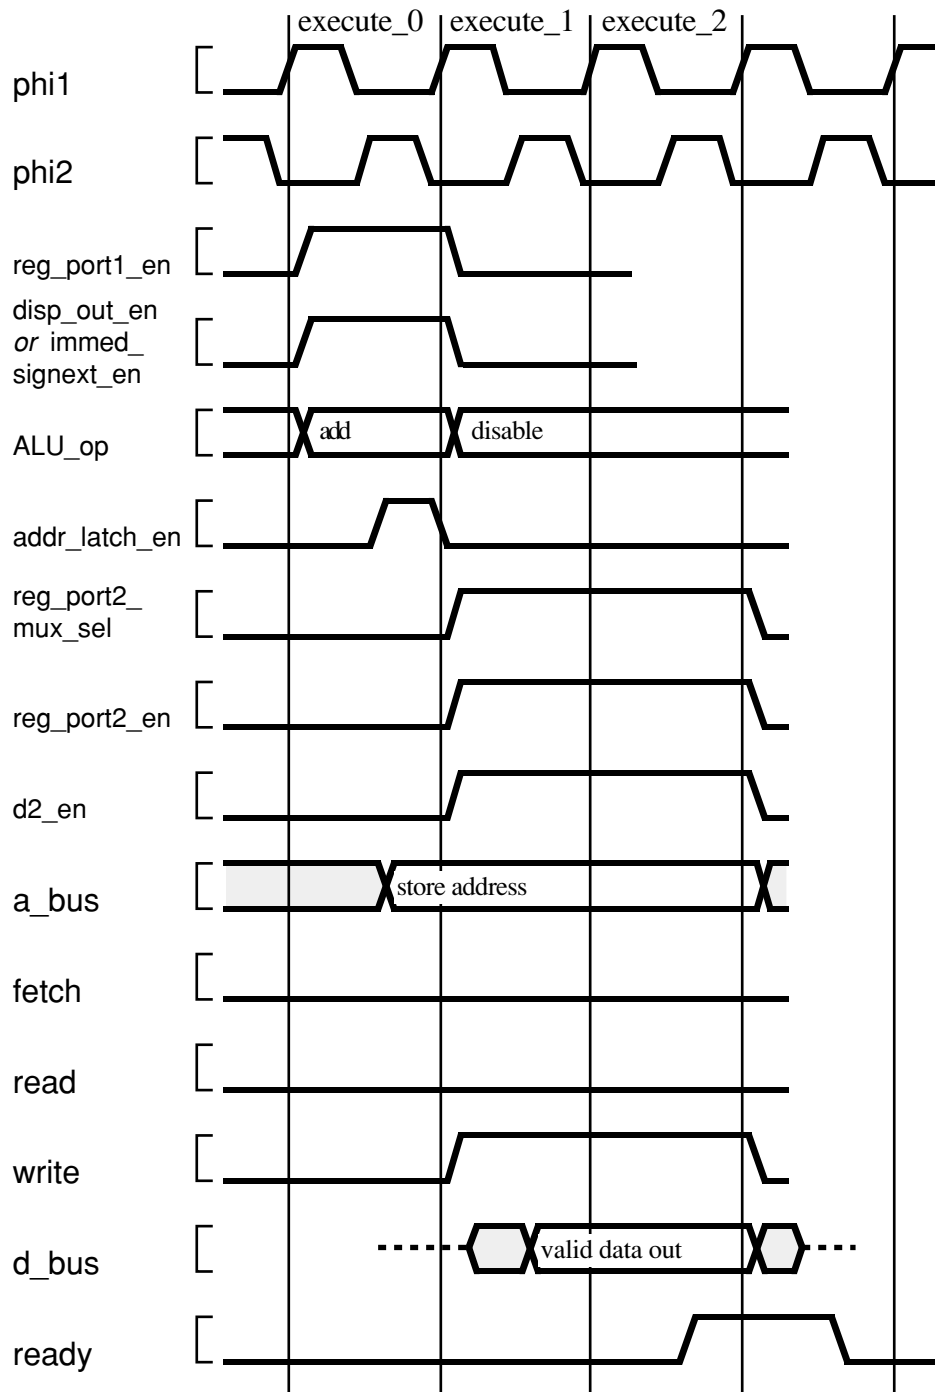 execute_0 execute_1 execute_2
phi1
phi2
reg_port1_en
disp_out_en
or immed_
signext_en
ALU_op add disable
addr_latch_en
reg_port2_
mux_sel
reg_port2_en
d2_en
a_bus store address
fetch
read
write
d_bus valid data out
ready